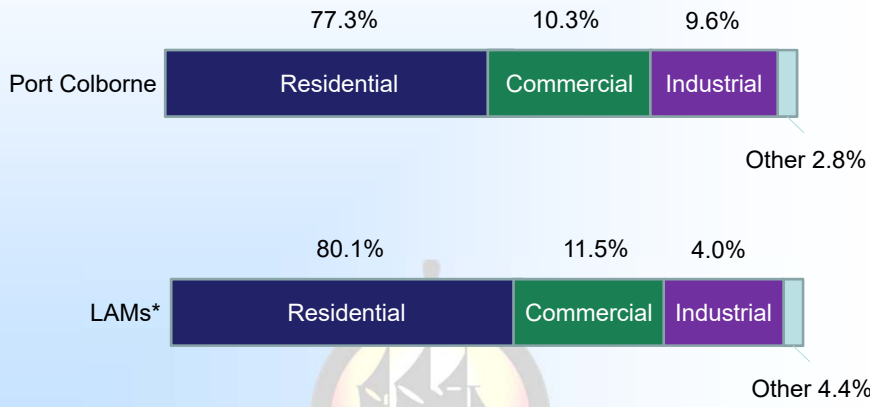 77.3% 10.3% 9.6%
Port Colborne Residential Commercial Industrial
Other 2.8%
80.1% 11.5% 4.0%
LAMs* Residential Commercial Industrial
Other 4.4%